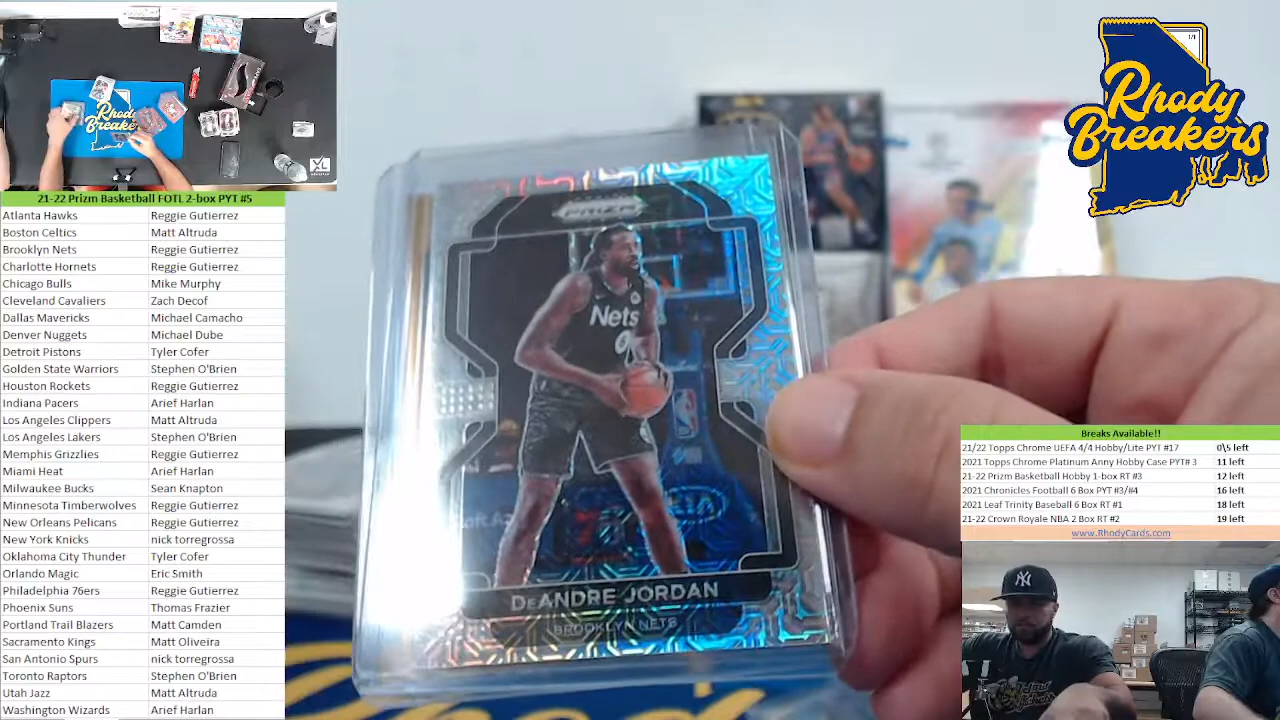 21-22 Prizm Basketball FOTL 2-box PYT #5
Atlanta Hawks Reggie Gutierrez
Boston Celtics Matt Altruda
Brooklyn Nets Reggie Gutierrez
Charlotte Hornets Reggie Gutierrez
Chicago Bulls Mike Murphy
Cleveland Cavaliers Zach Decof
Dallas Mavericks Michael Camacho
Denver Nuggets Michael Dube
Detroit Pistons Tyler Cofer
Golden State Warriors Stephen O'Brien
Houston Rockets Reggie Gutierrez
Indiana Pacers Arief Harlan
Los Angeles Clippers Matt Altruda
Los Angeles Lakers Stephen O'Brien
Memphis Grizzlies Reggie Gutierrez
Miami Heat Arief Harlan
Milwaukee Bucks Sean Knapton
Minnesota Timberwolves Reggie Gutierrez
New Orleans Pelicans Reggie Gutierrez
New York Knicks nick torregrossa
Oklahoma City Thunder Tyler Cofer
Orlando Magic Eric Smith
Philadelphia 76ers Reggie Gutierrez
Phoenix Suns Thomas Frazier
Portland Trail Blazers Matt Camden
Sacramento Kings Matt Oliveira
San Antonio Spurs nick torregrossa
Toronto Raptors Stephen O'Brien
Utah Jazz Matt Altruda
Washington Wizards Arief Harlan
PRIZM
Nets
DeANDRE JORDAN
BROOKLYN NETS
1/1
Rhody
Breakers
Breaks Available!!
21/22 Topps Chrome UEFA 4/4 Hobby/Lite PYT #17 0\5 left
2021 Topps Chrome Platinum Anny Hobby Case PYT# 3 11 left
21-22 Prizm Basketball Hobby 1-box RT #3 12 left
2021 Chronicles Football 6 Box PYT #3/#4 16 left
2021 Leaf Trinity Baseball 6 Box RT #1 18 left
21-22 Crown Royale NBA 2 Box RT #2 19 left
www.RhodyCards.com
Rhody
Breakers
XL